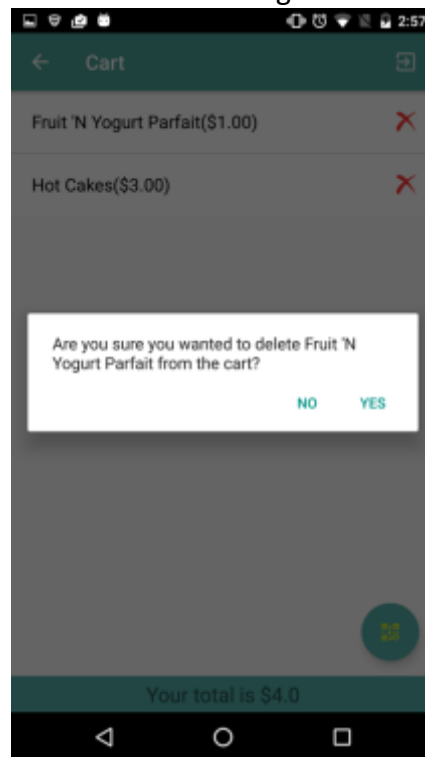 2:57
Cart
Fruit 'N Yogurt Parfait($1.00)
Hot Cakes($3.00)
Are you sure you wanted to delete Fruit 'N
Yogurt Parfait from the cart?
NO YES
Your total is $4.0